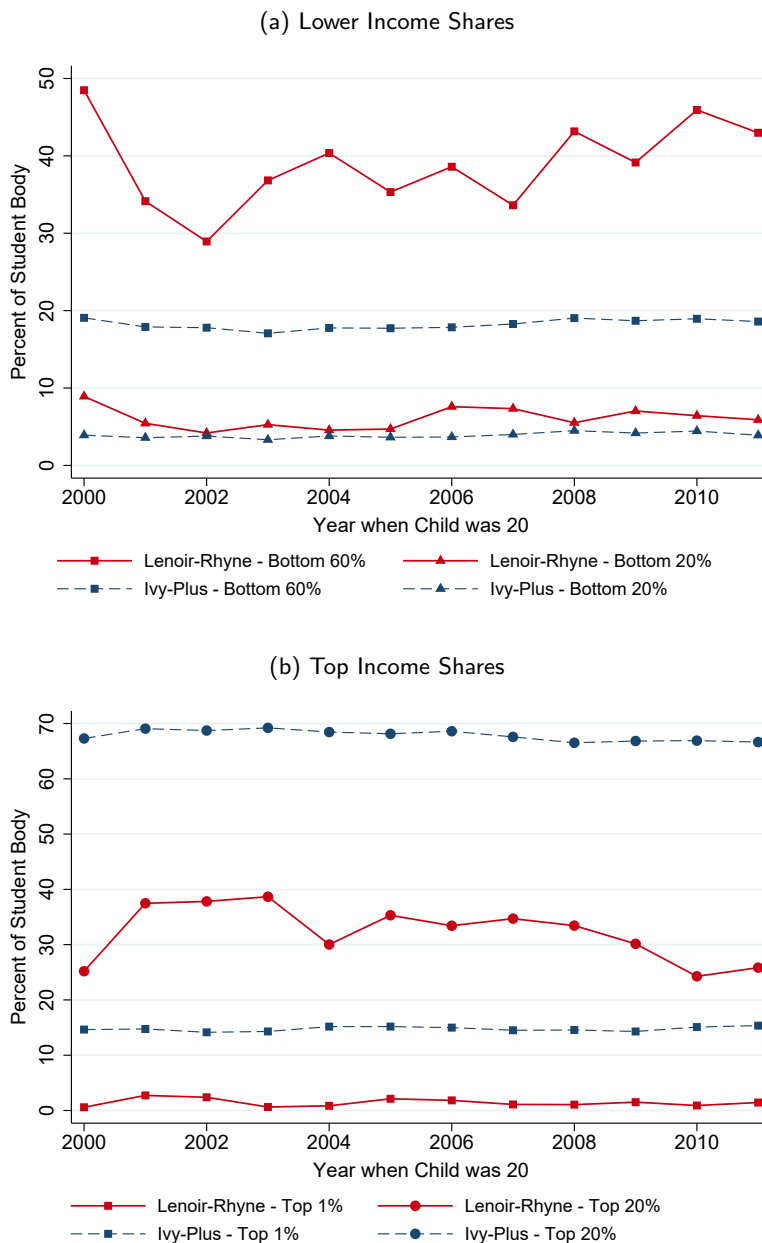 (a) Lower Income Shares
50
40
30
20
10
0
Percent of Student Body
2000 2002 2004 2006 2008 2010
Year when Child was 20
Lenoir-Rhyne - Bottom 60% Lenoir-Rhyne - Bottom 20%
Ivy-Plus - Bottom 60% Ivy-Plus - Bottom 20%
(b) Top Income Shares
70
60
50
40
30
20
10
0
Percent of Student Body
2000 2002 2004 2006 2008 2010
Year when Child was 20
Lenoir-Rhyne - Top 1% Lenoir-Rhyne - Top 20%
Ivy-Plus - Top 1% Ivy-Plus - Top 20%